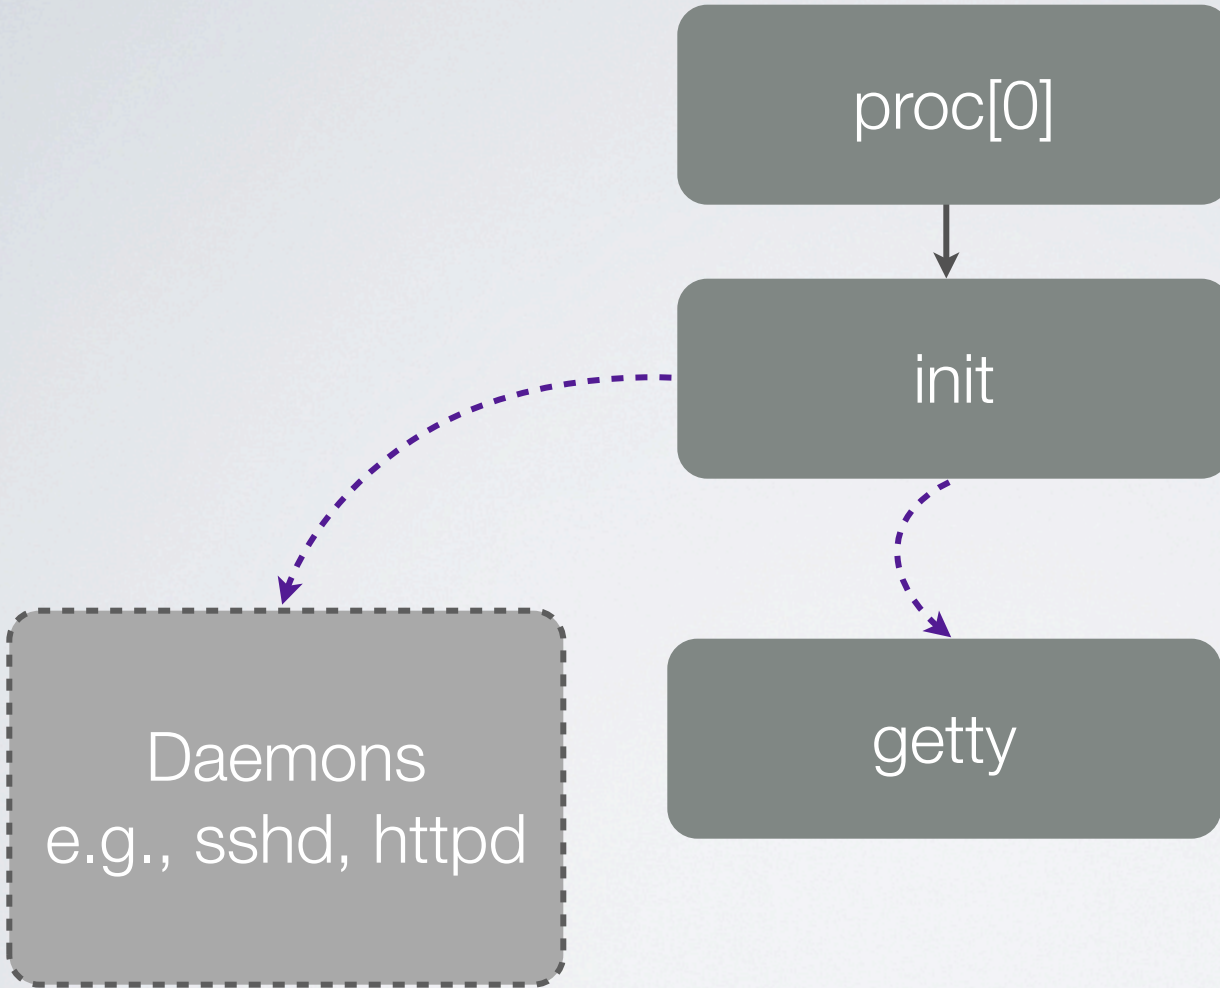 proc[0]
init
Daemons
e.g., sshd, httpd
getty